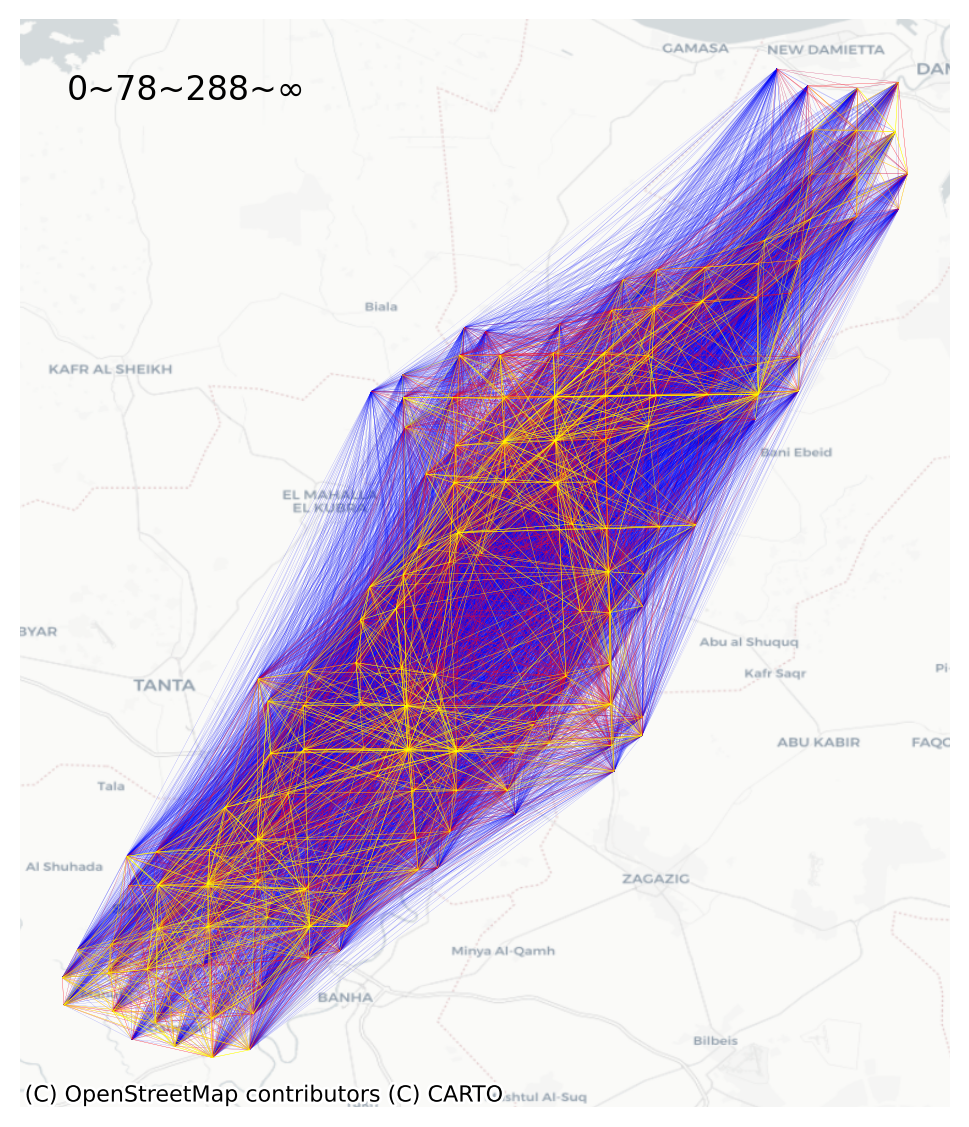 GAMASA
NEW DAMIETTA
DAM
0~78~288~∞
Biala
KAFR AL SHEIKH
Bani Ebeid
EL MAHALLA
EL KUBRA
BYAR
Abu al Shuquq
Kafr Saqr
Pi-
TANTA
ABU KABIR
FAQC
Tala
Al Shuhada
ZAGAZIG
Minya Al-Qamh
BANHA
Bilbeis
(C) OpenStreetMap contributors (C) CARTO
shtul Al-Suq